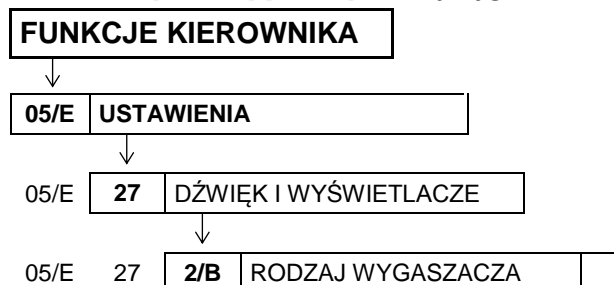 FUNKCJE KIEROWNIKA
05/E USTAWIENIA
05/E 27 DŹWIĘK I WYŚWIETLACZE
05/E 27 2/B RODZAJ WYGASZACZA